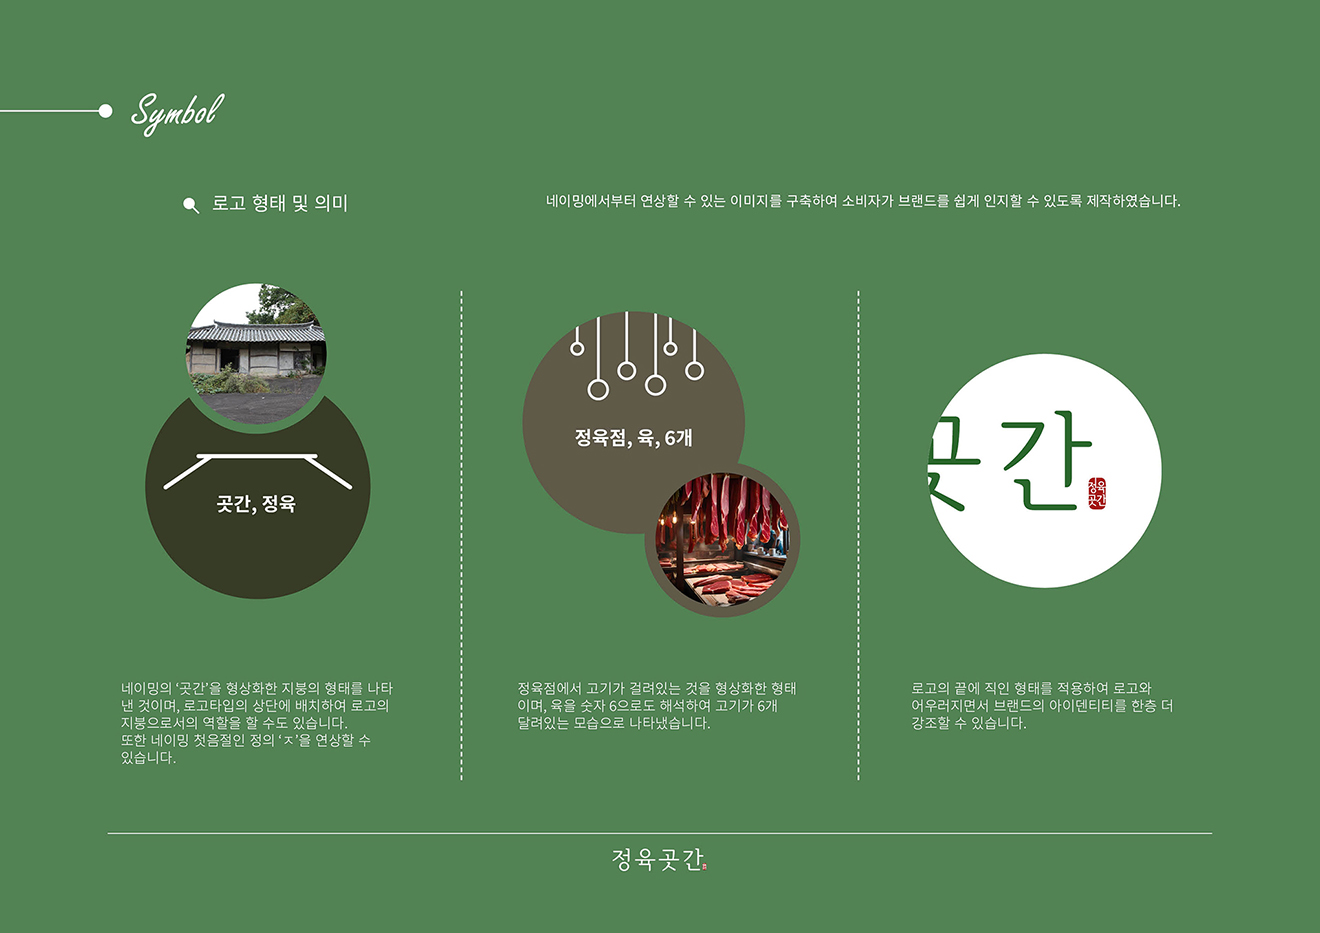 Symbol
로고 형태 및 의미
네이밍에서부터 연상할 수 있는 이미지를 구축하여 소비자가 브랜드를 쉽게 인지할 수 있도록 제작하였습니다.
곳간, 정육
정육점, 육, 6개
곳간
정육
곳간
네이밍의 ‘곳간’을 형상화한 지붕의 형태를 나타
낸 것이며, 로고타입의 상단에 배치하여 로고의
지붕으로서의 역할을 할 수도 있습니다.
또한 네이밍 첫음절인 정의 ‘ㅈ’을 연상할 수
있습니다.
정육점에서 고기가 걸려있는 것을 형상화한 형태
이며, 육을 숫자 6으로도 해석하여 고기가 6개
달려있는 모습으로 나타냈습니다.
로고의 끝에 직인 형태를 적용하여 로고와
어우러지면서 브랜드의 아이덴티티를 한층 더
강조할 수 있습니다.
정육곳간